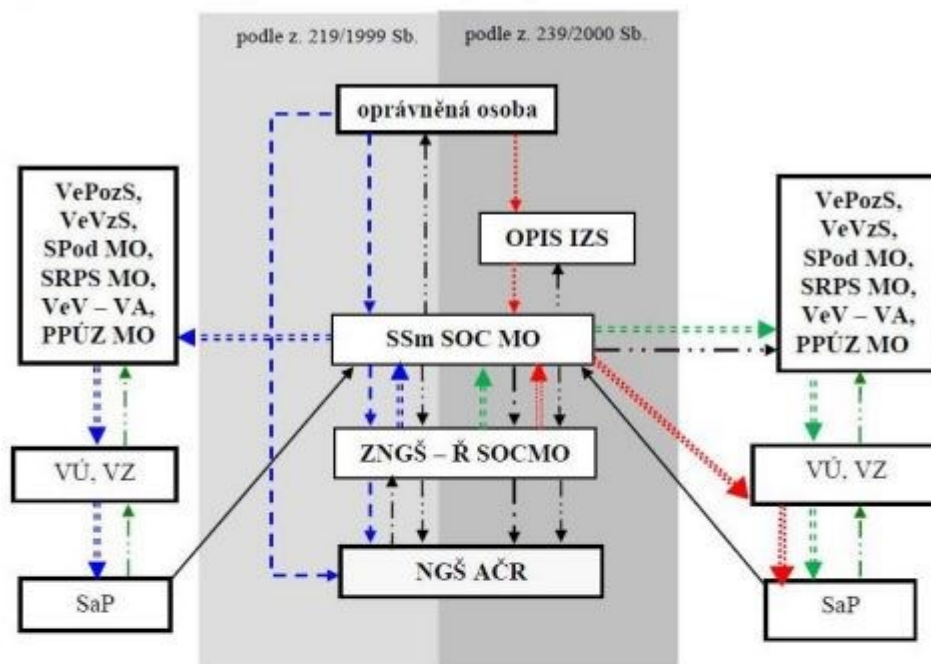 podle z. 219/1999 Sb.
podle z. 239/2000 Sb.
oprávněná osoba
VePozS,
VeVzS,
SPod MO,
SRPS MO,
VeV – VA,
PPÚZ MO
OPIS IZS
VePozS,
VeVzS,
SPod MO,
SRPS MO,
VeV – VA,
PPÚZ MO
SSm SOC MO
VÚ, VZ
ZNGŠ – Ř SOCMO
VÚ, VZ
NGŠ AČR
SaP
SaP